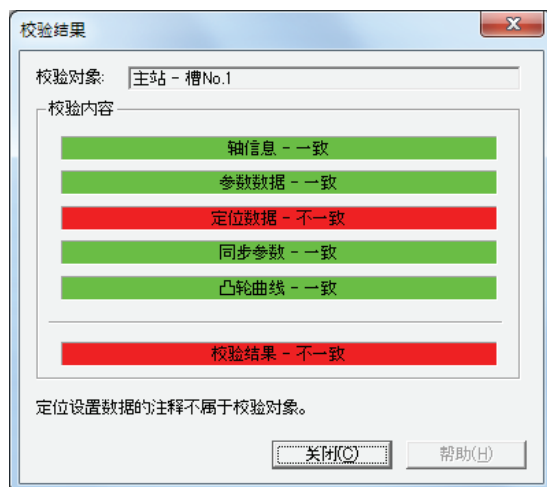 校验结果
校验对象: 主站 - 槽No.1
校验内容
轴信息 - 一致
参数数据 - 一致
定位数据 - 不一致
同步参数 - 一致
凸轮曲线 - 一致
校验结果 - 不一致
定位设置数据的注释不属于校验对象。
关闭(C) 帮助(H)